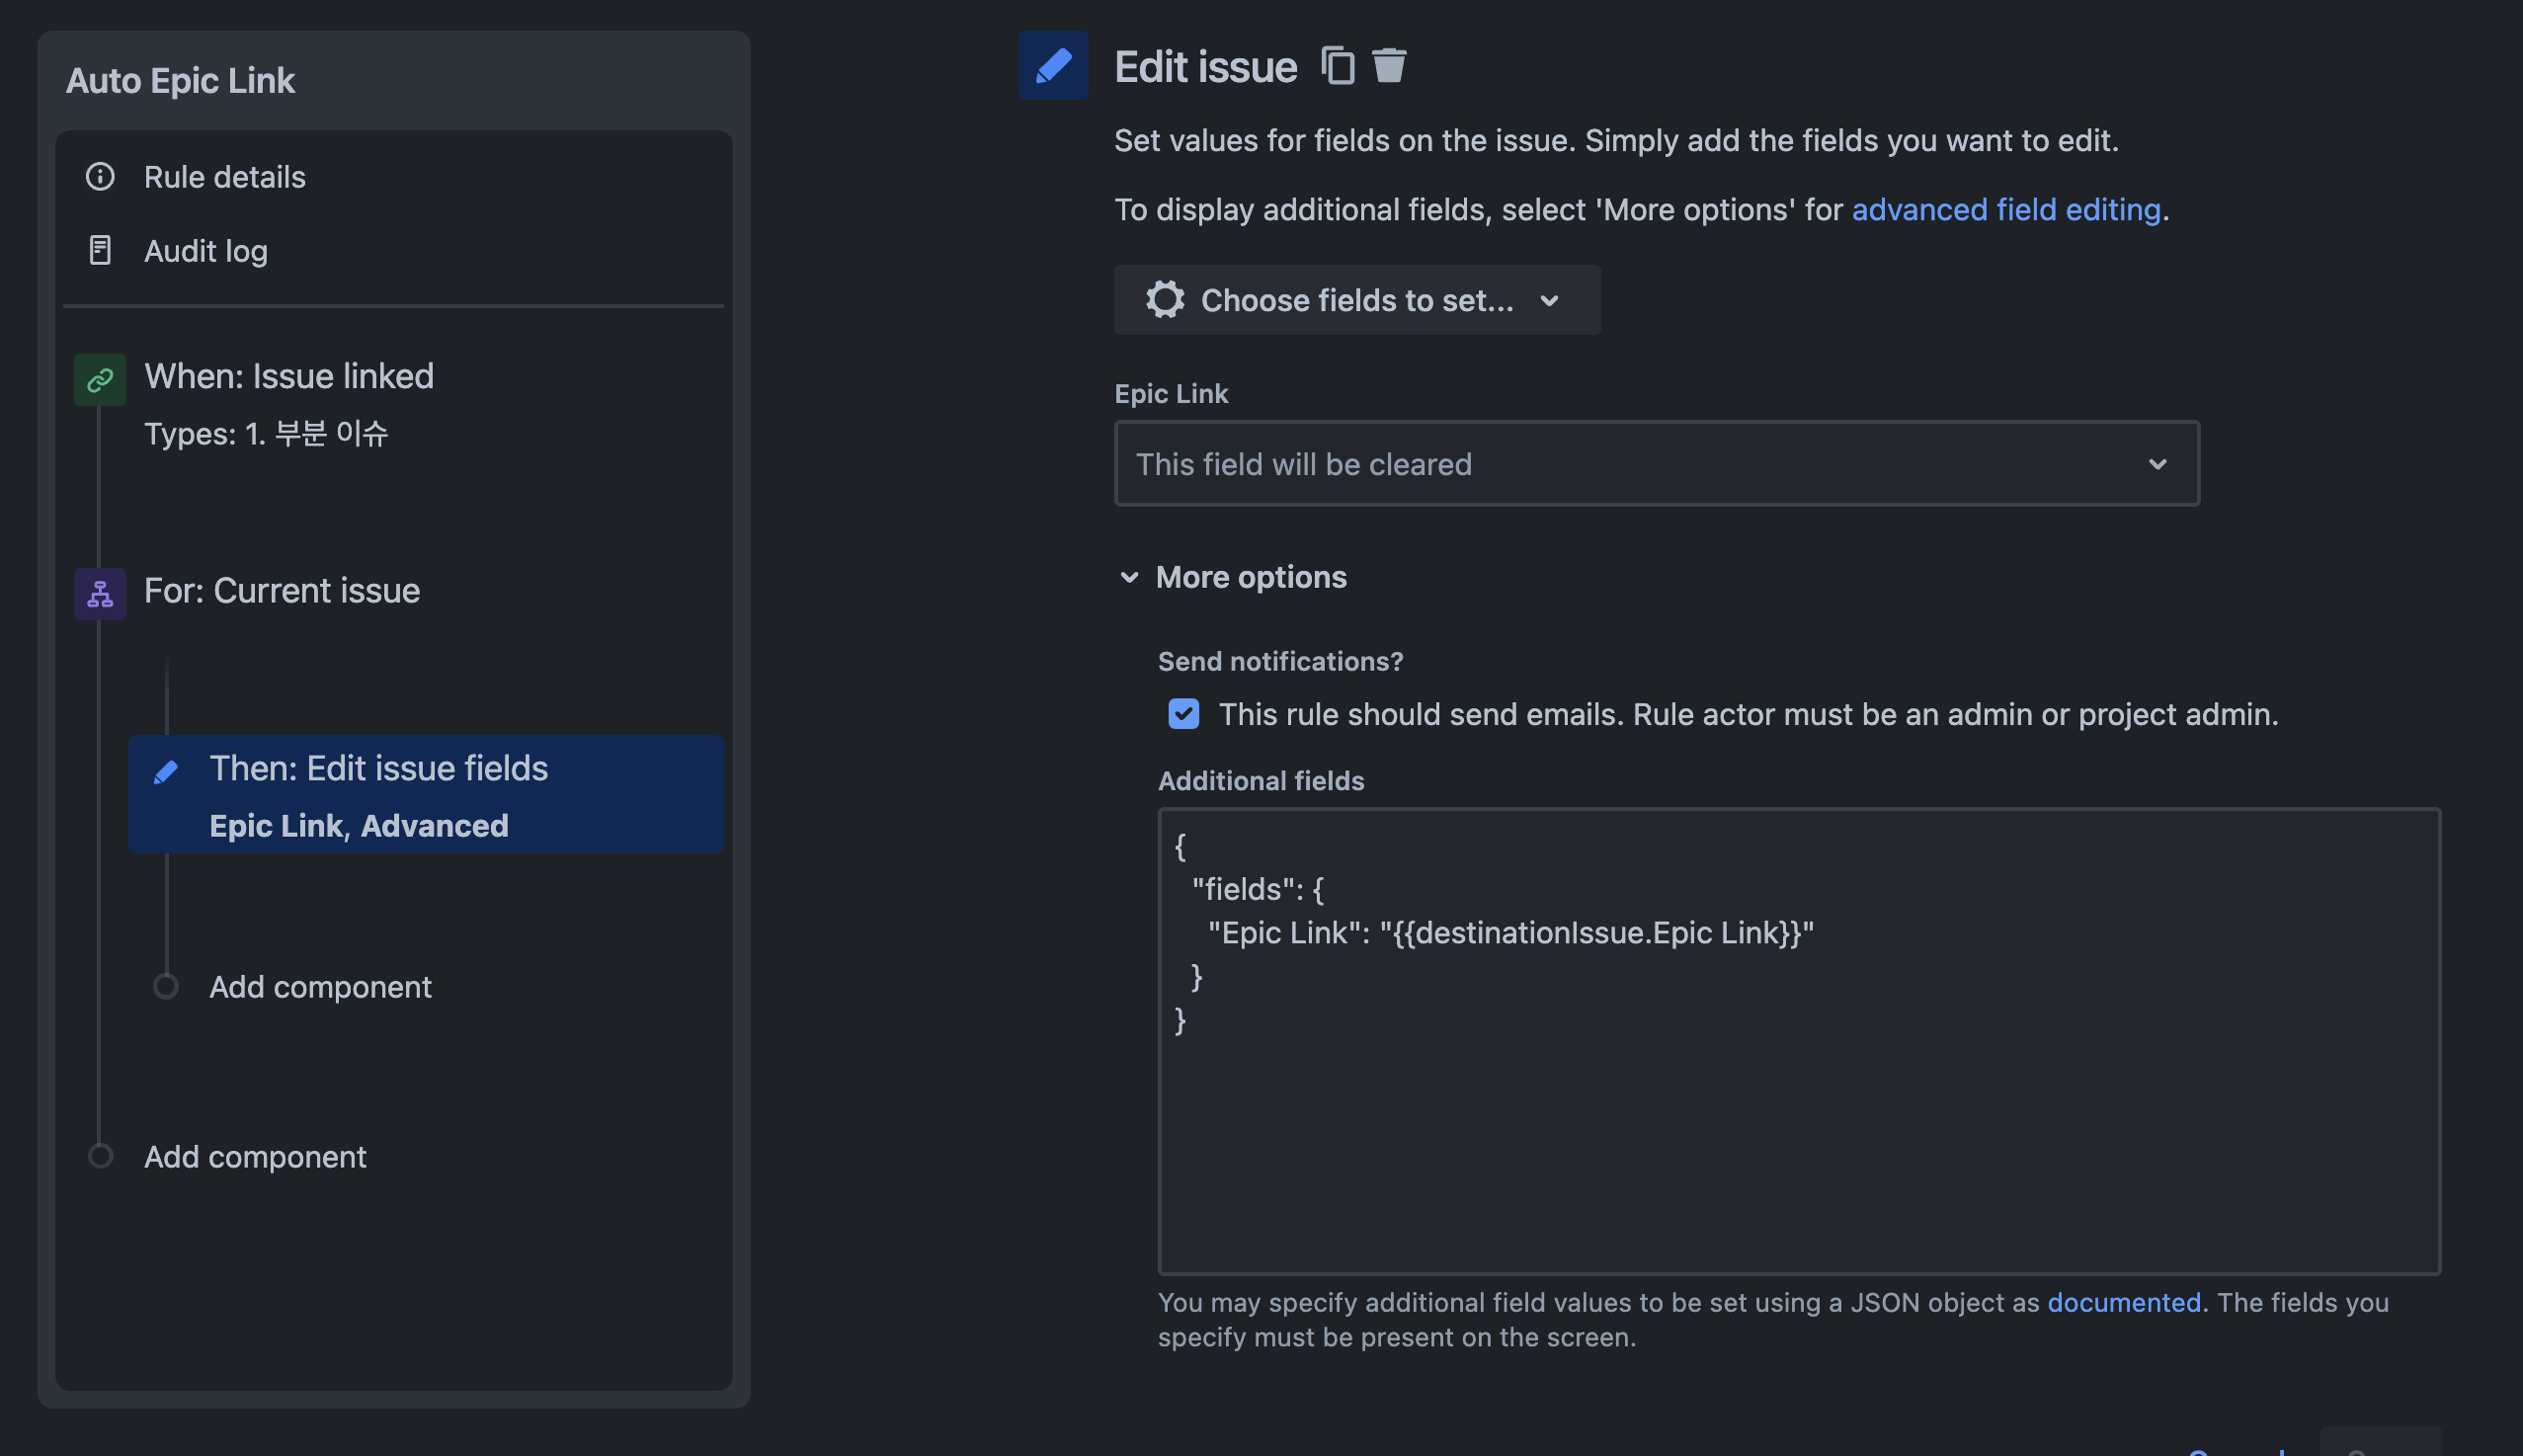 Auto Epic Link
Rule details
Audit log
When: Issue linked
Types: 1. 부분 이슈
For: Current issue
Then: Edit issue fields
Epic Link, Advanced
Add component
Add component
Edit issue
Set values for fields on the issue. Simply add the fields you want to edit.
To display additional fields, select 'More options' for advanced field editing.
Choose fields to set...
Epic Link
This field will be cleared
More options
Send notifications?
This rule should send emails. Rule actor must be an admin or project admin.
Additional fields
{
"fields": {
"Epic Link": "{{destinationIssue.Epic Link}}"
}
}
You may specify additional field values to be set using a JSON object as documented. The fields you
specify must be present on the screen.